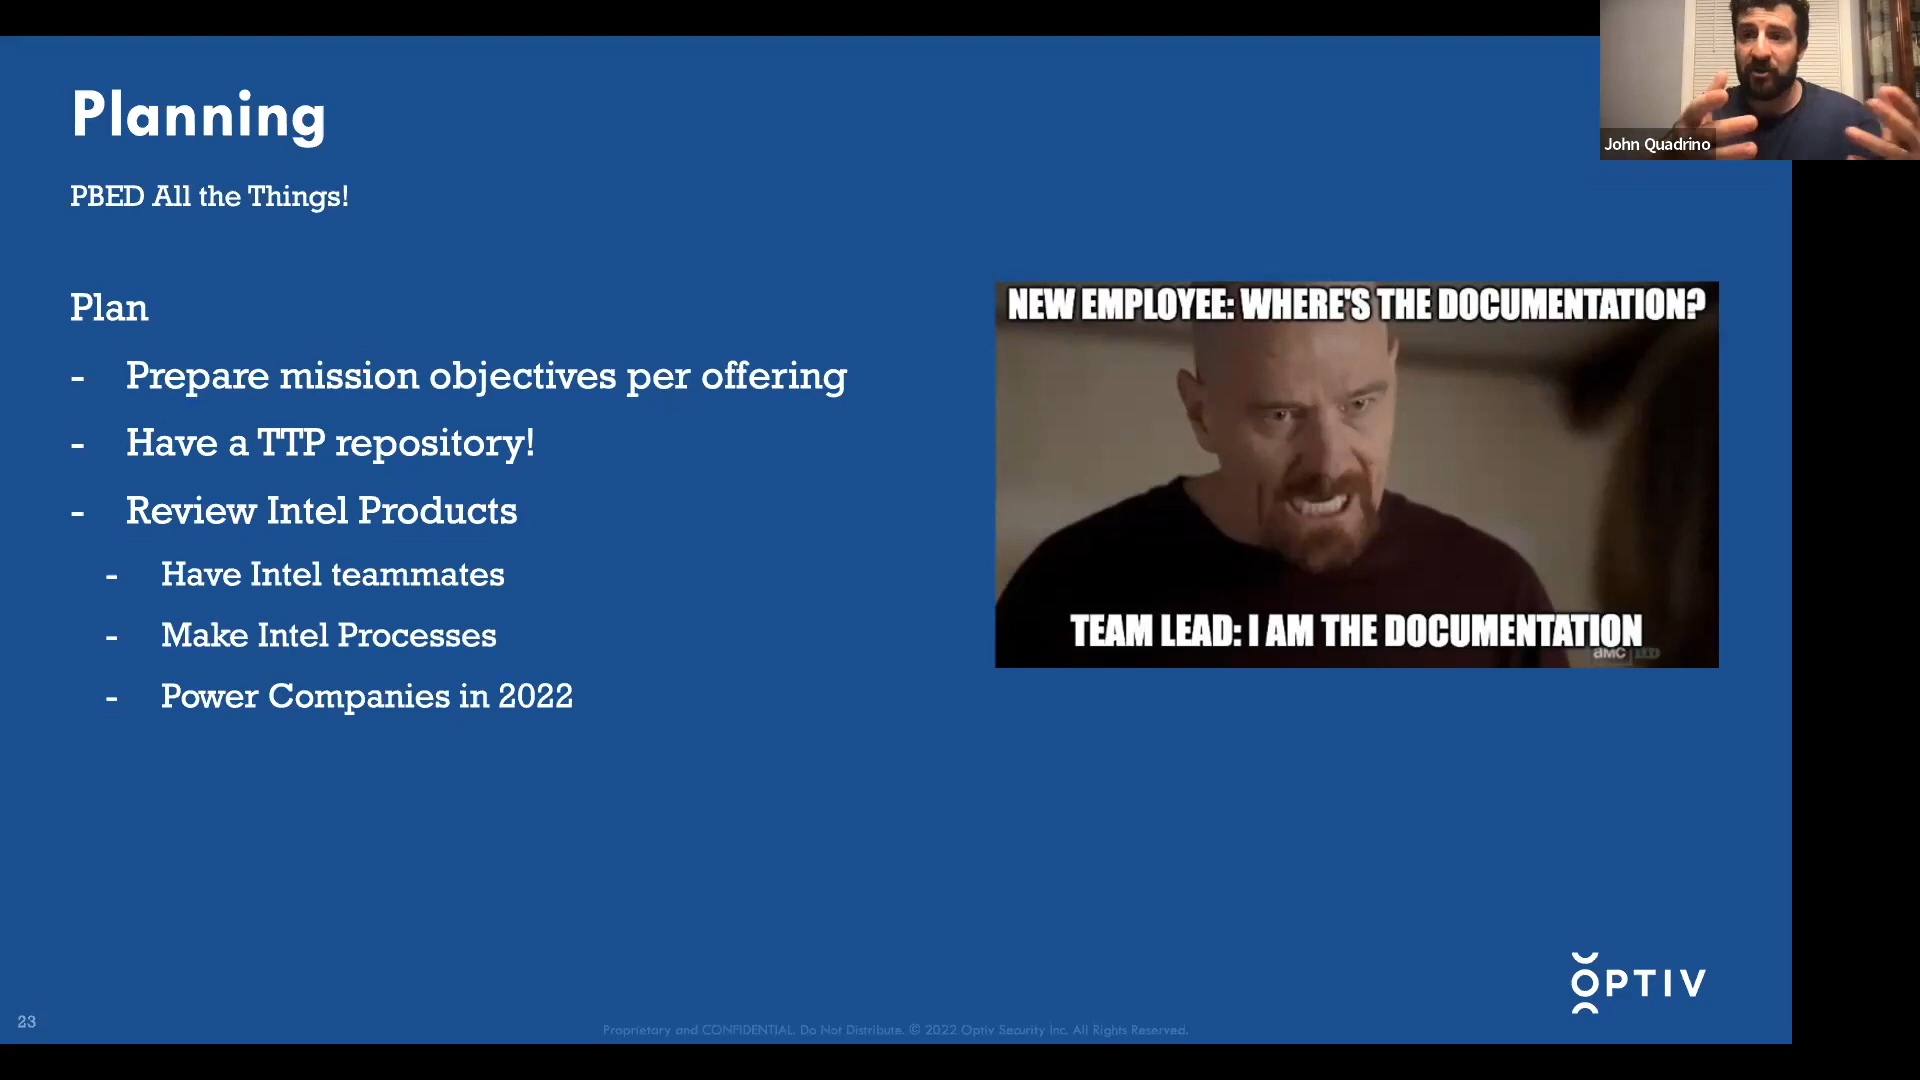 Planning
PBED All the Things!
Plan
- Prepare mission objectives per offering
- Have a TTP repository!
- Review Intel Products
- Have Intel teammates
- Make Intel Processes
- Power Companies in 2022
NEW EMPLOYEE: WHERE'S THE DOCUMENTATION?
TEAM LEAD: I AM THE DOCUMENTATION
amc HD
John Quadrino
OPTIV
23
Proprietary and CONFIDENTIAL. Do Not Distribute. © 2022 Optiv Security Inc. All Rights Reserved.